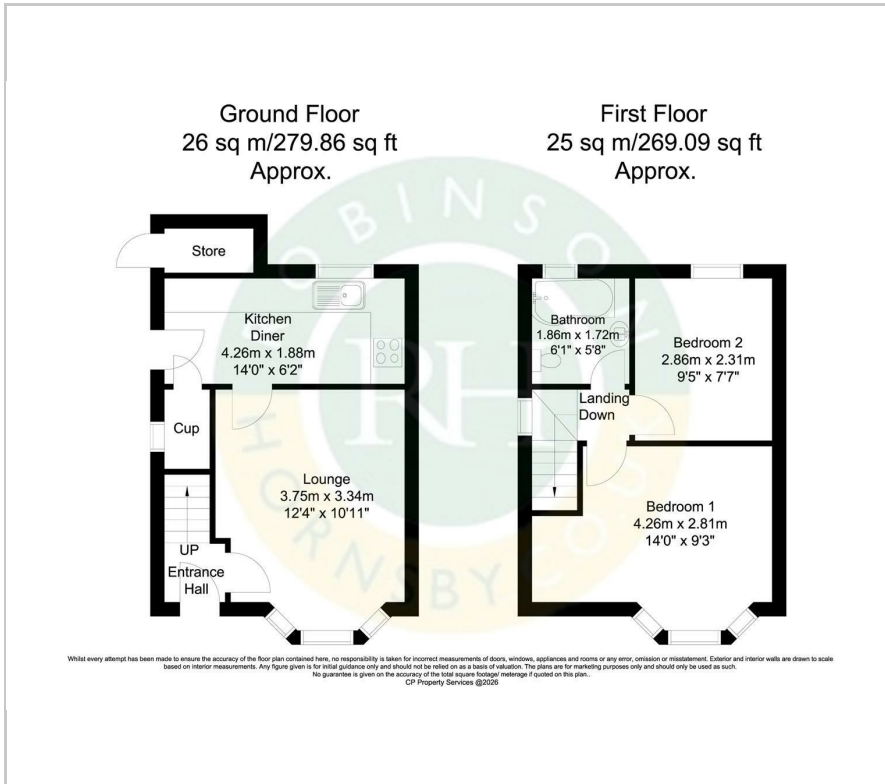 Ground Floor
26 sq m/279.86 sq ft
Approx.
First Floor
25 sq m/269.09 sq ft
Approx.
ROBINSON
RH
HORNSBYCO.UK
Store
Kitchen
Diner
4.26m x 1.88m
14'0" x 6'2"
Cup
Lounge
3.75m x 3.34m
12'4" x 10'11"
UP
Entrance
Hall
Bathroom
1.86m x 1.72m
6'1" x 5'8"
Bedroom 2
2.86m x 2.31m
9'5" x 7'7"
Landing
Down
Bedroom 1
4.26m x 2.81m
14'0" x 9'3"
Whilst every attempt has been made to ensure the accuracy of the floor plan contained here, no responsibility is taken for incorrect measurements of doors, windows, appliances and rooms or any error, omission or misstatement. Exterior and interior walls are drawn to scale
based on interior measurements. Any figure given is for initial guidance only and should not be relied on as a basis of valuation. The plans are for marketing purposes only and should only be used as such.
No guarantee is given on the accuracy of the total square footage/ meterage if quoted on this plan..
CP Property Services @2026